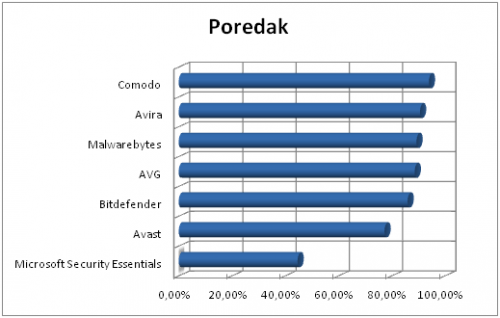 Poredak
Comodo
Avira
Malwarebytes
AVG
Bitdefender
Avast
Microsoft Security Essentials
0,00% 20,00% 40,00% 60,00% 80,00% 100,00%